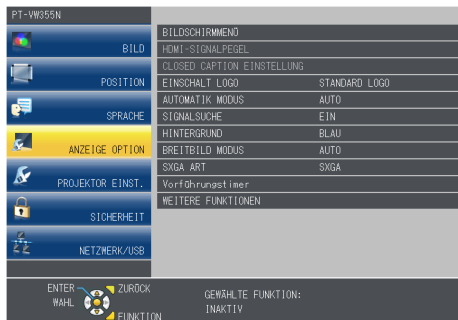 PT-VW355N
BILD
POSITION
SPRACHE
ANZEIGE OPTION
PROJEKTOR EINST.
SICHERHEIT
NETZWERK/USB
BILDSCHIRMMENÜ
HDMI-SIGNALPEGEL
CLOSED CAPTION EINSTELLUNG
EINSCHALT LOGO STANDARD LOGO
AUTOMATIK MODUS AUTO
SIGNALSUCHE EIN
HINTERGRUND BLAU
BREITBILD MODUS AUTO
SXGA ART SXGA
Vorführungstimer
WEITERE FUNKTIONEN
ENTER ZURÜCK
WAHL
FUNKTION
GEWÄHLTE FUNKTION:
INAKTIV